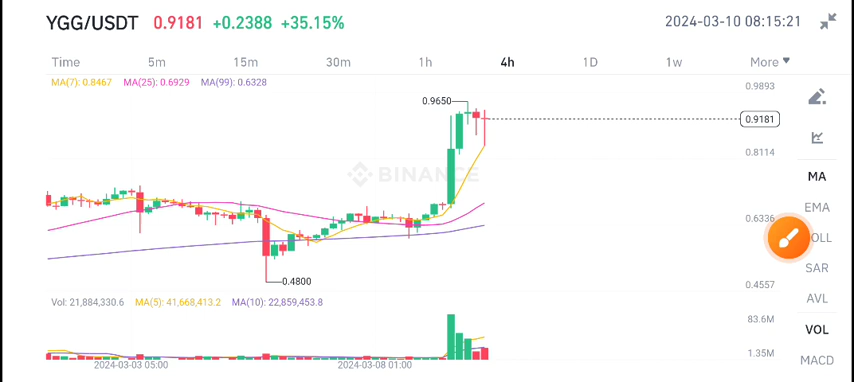 YGG/USDT 0.9181 +0.2388 +35.15% 2024-03-10 08:15:21
Time 5m 15m 30m 1h 4h 1D 1w More
MA(7): 0.8467 MA(25): 0.6929 MA(99): 0.6328
0.9893
0.9650
0.9181
0.8114
BINANCE
MA
EMA
0.6336
OLL
SAR
0.4800
0.4557
AVL
Vol: 21,884,330.6 MA(5): 41,668,413.2 MA(10): 22,859,453.8
83.6M
VOL
1.35M
MACD
2024-03-03 05:00 2024-03-08 01:00